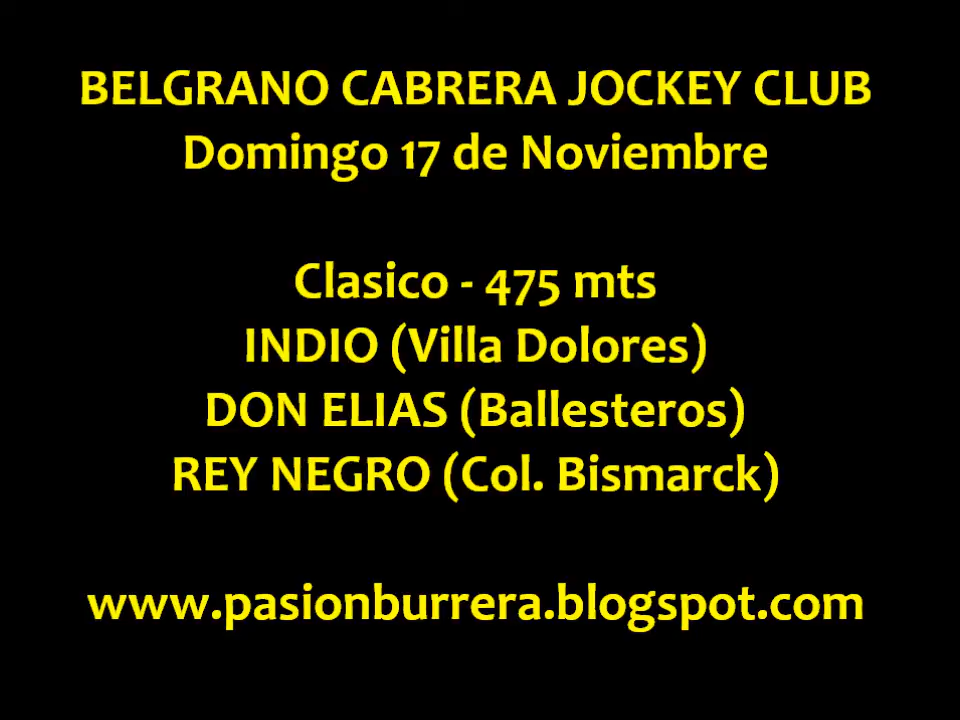 BELGRANO CABRERA JOCKEY CLUB
Domingo 17 de Noviembre
Clasico - 475 mts
INDIO (Villa Dolores)
DON ELIAS (Ballesteros)
REY NEGRO (Col. Bismarck)
www.pasionburrera.blogspot.com